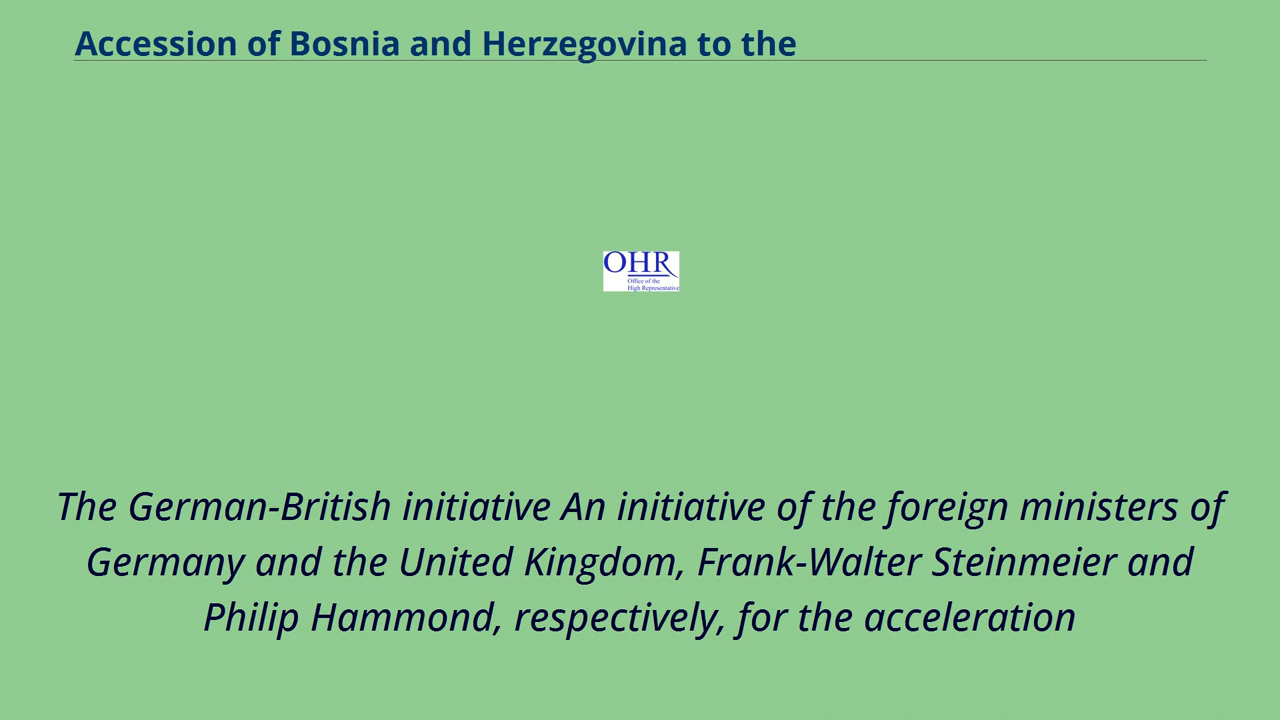 Accession of Bosnia and Herzegovina to the
OHR
Office of the
High Representative
The German-British initiative An initiative of the foreign ministers of
Germany and the United Kingdom, Frank-Walter Steinmeier and
Philip Hammond, respectively, for the acceleration